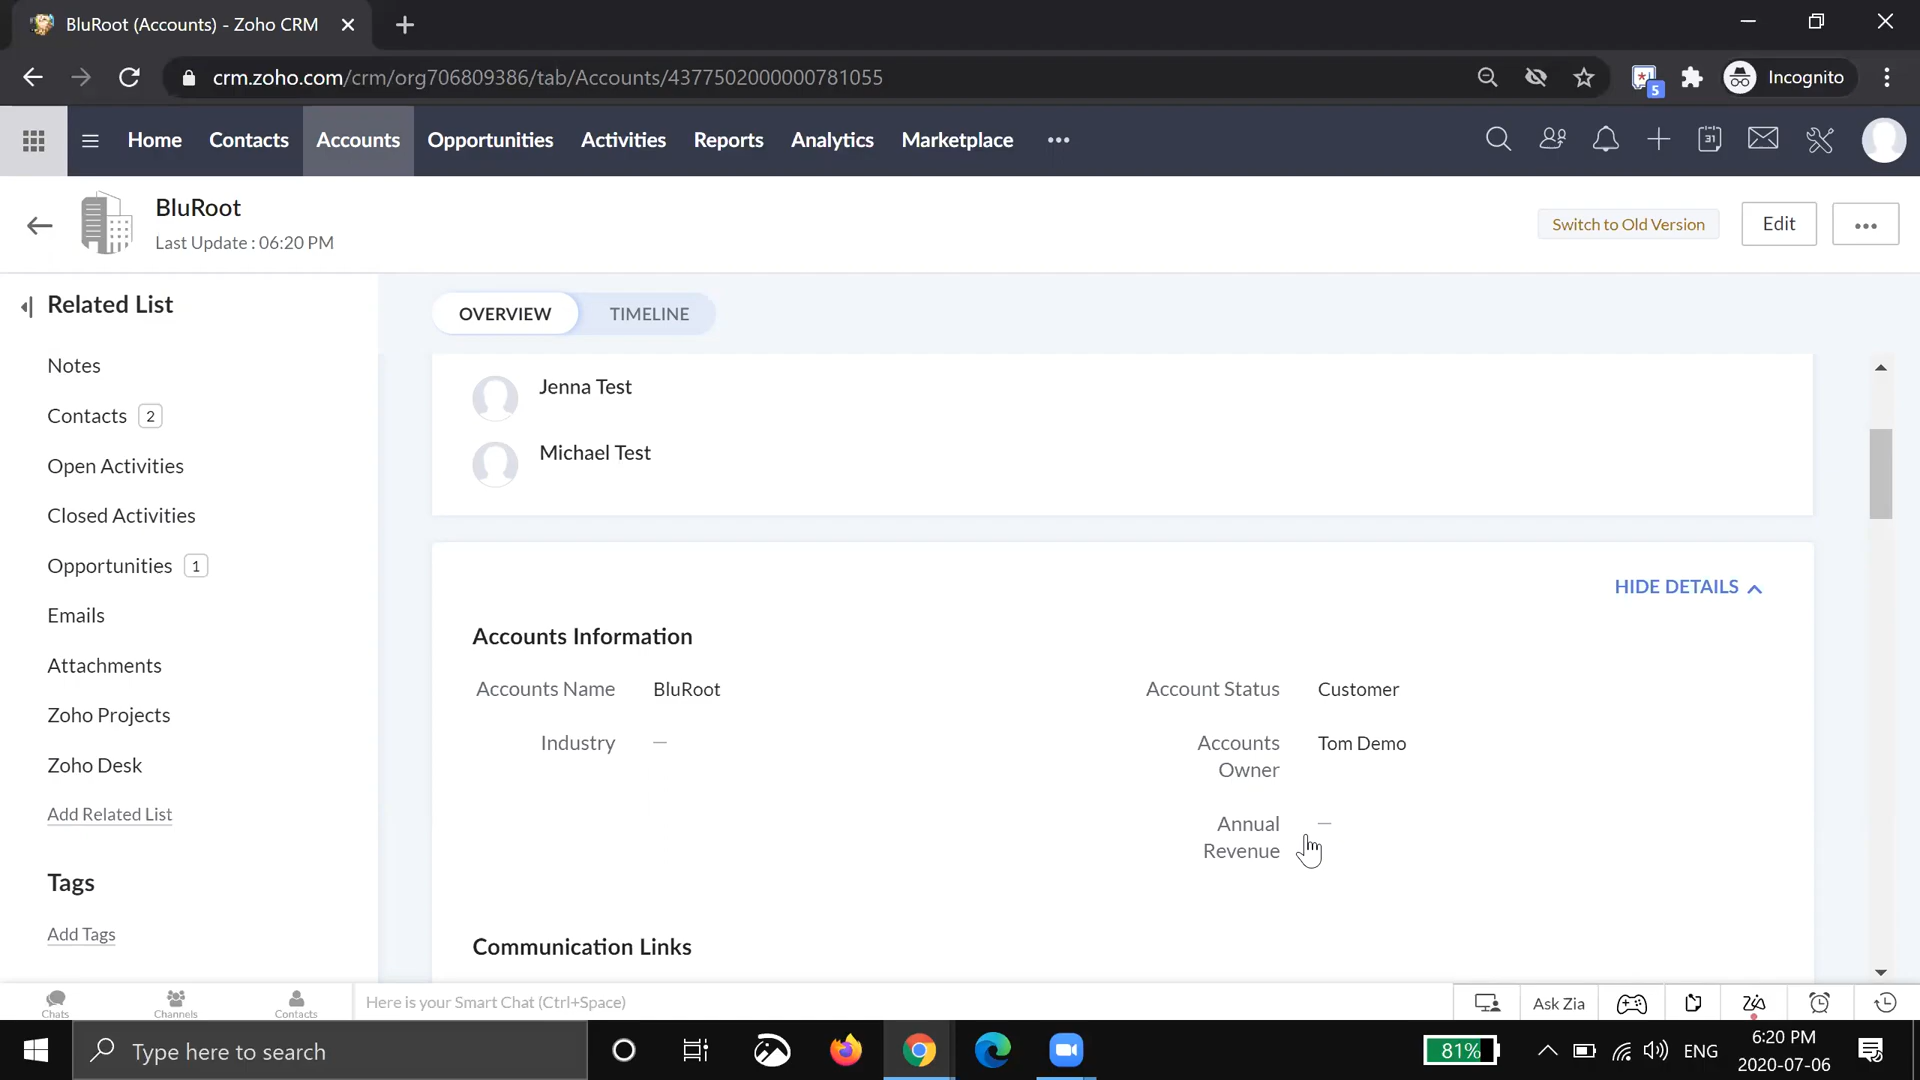 BluRoot (Accounts) - Zoho CRM
crm.zoho.com/crm/org706809386/tab/Accounts/4377502000000781055
5
Incognito
Home Contacts Accounts Opportunities Activities Reports Analytics Marketplace
31
BluRoot
Last Update : 06:20 PM
Switch to Old Version
Edit
Related List
Notes
Contacts 2
Open Activities
Closed Activities
Opportunities 1
Emails
Attachments
Zoho Projects
Zoho Desk
Add Related List
Tags
Add Tags
OVERVIEW TIMELINE
Jenna Test
Michael Test
HIDE DETAILS
Accounts Information
Accounts Name BluRoot
Industry —
Account Status Customer
Accounts Owner Tom Demo
Annual Revenue —
Communication Links
Chats Channels Contacts
Here is your Smart Chat (Ctrl+Space)
Ask Zia
Type here to search
81%
ENG
6:20 PM
2020-07-06